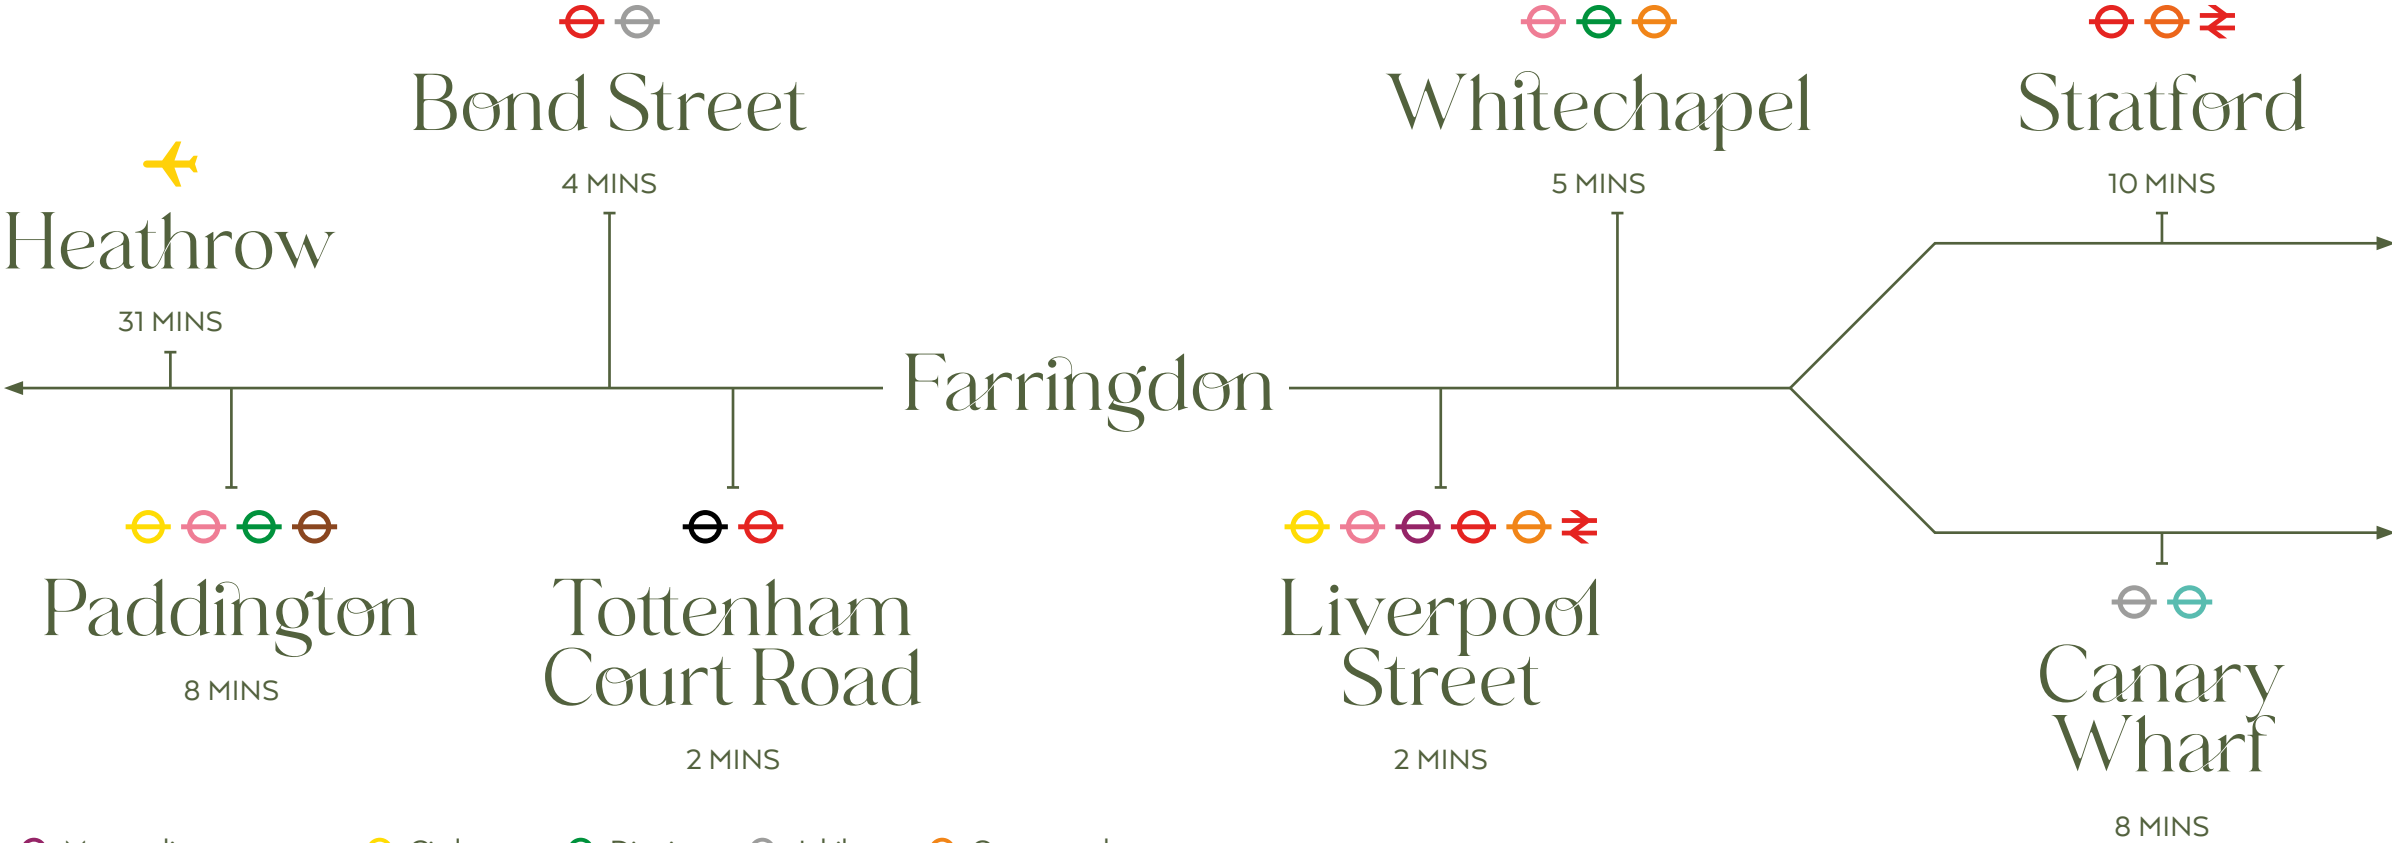 Bond Street
4 MINS
Whitechapel
5 MINS
Stratford
10 MINS
Heathrow
31 MINS
Farringdon
Paddington
8 MINS
Tottenham
Court Road
2 MINS
Liverpool
Street
2 MINS
Canary
Wharf
8 MINS